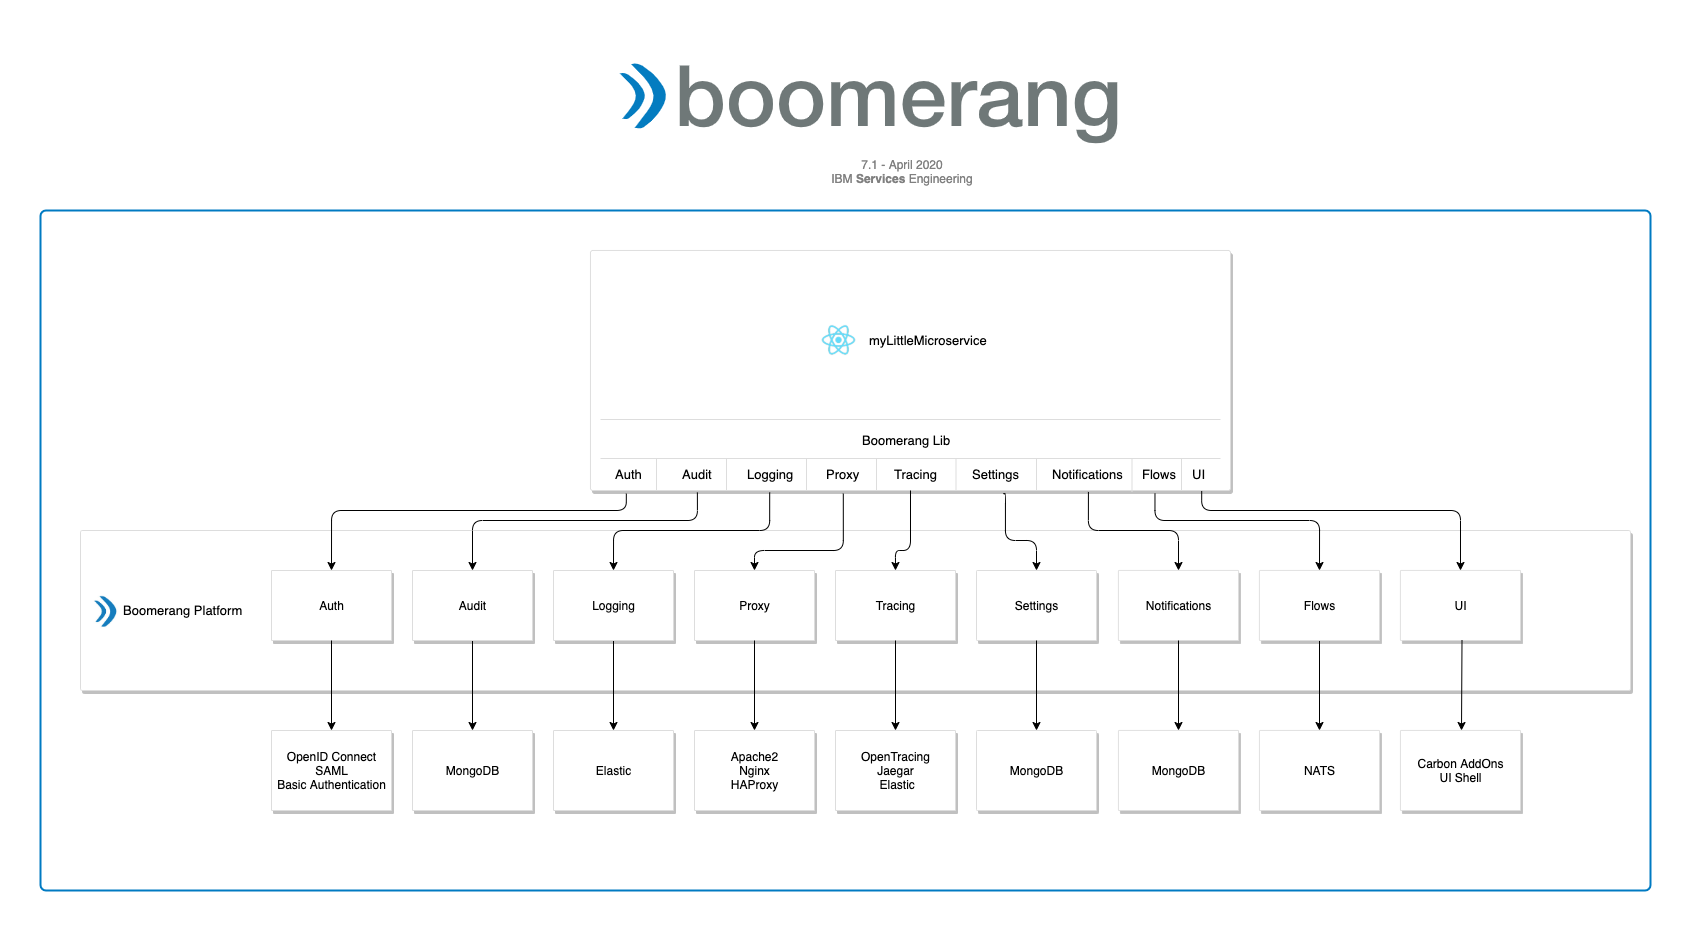 boomerang
7.1 - April 2020
IBM Services Engineering
myLittleMicroservice
Boomerang Lib
Auth Audit Logging Proxy Tracing Settings Notifications Flows UI
Boomerang Platform
Auth Audit Logging Proxy Tracing Settings Notifications Flows UI
OpenID Connect
SAML
Basic Authentication
MongoDB
Elastic
Apache2
Nginx
HAProxy
OpenTracing
Jaegar
Elastic
MongoDB
MongoDB
NATS
Carbon AddOns
UI Shell